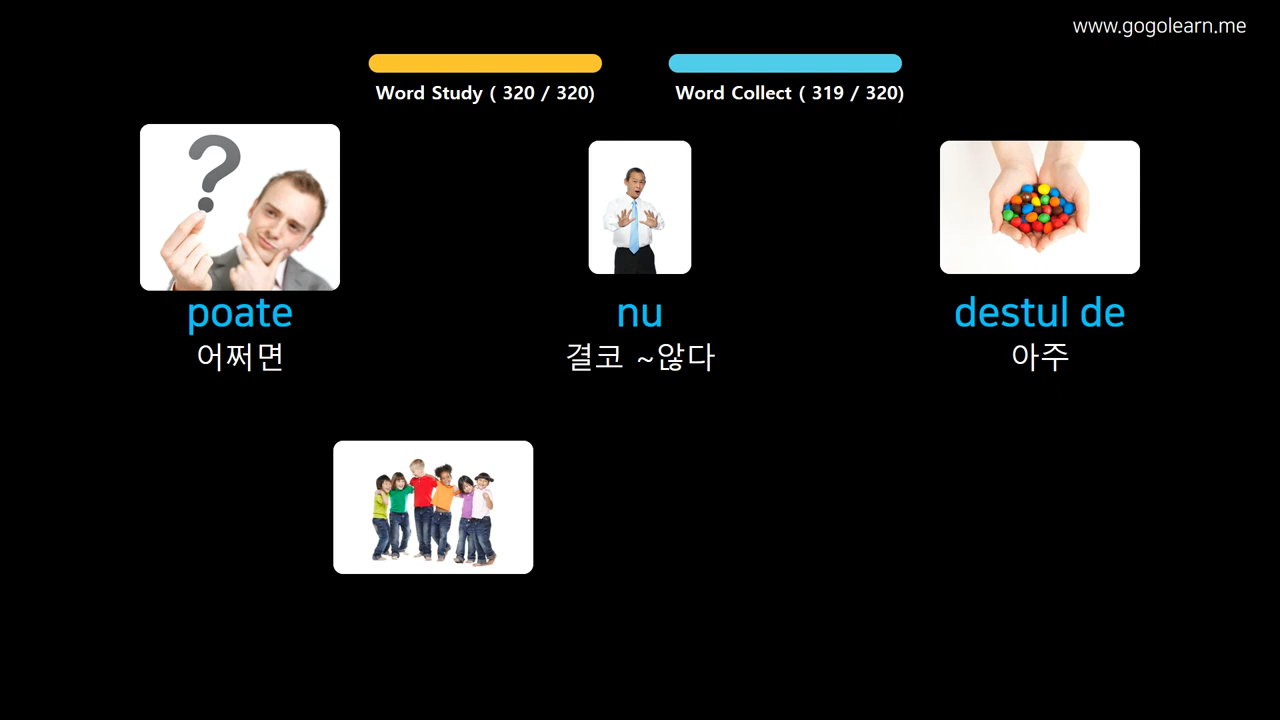 www.gogolearn.me
Word Study ( 320 / 320)
Word Collect ( 319 / 320)
?
poate
nu
destul de
어쩌면
결코 ~않다
아주